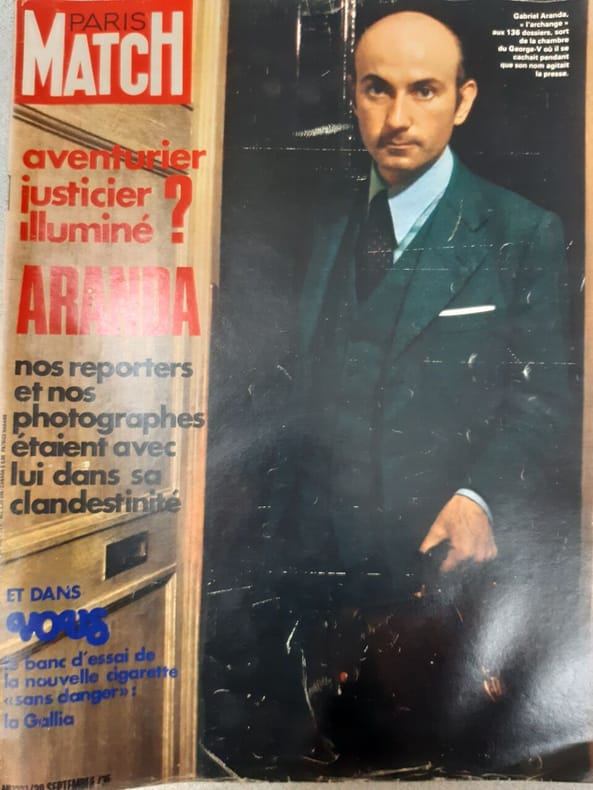 PARIS
MATCH
Gabriel Aranda,
« l'archange »
aux 136 dossiers, sort
de la chambre
du George-V où il se
cachait pendant
que son nom agitait
la presse.
aventurier
justicier ?
illuminé
ARANDA
nos reporters
et nos
photographes
étaient avec
lui dans sa
clandestinité
ET DANS
VOUS
le banc d'essai de
la nouvelle cigarette
«sans danger» :
la Gallia
SEPTEMBRE